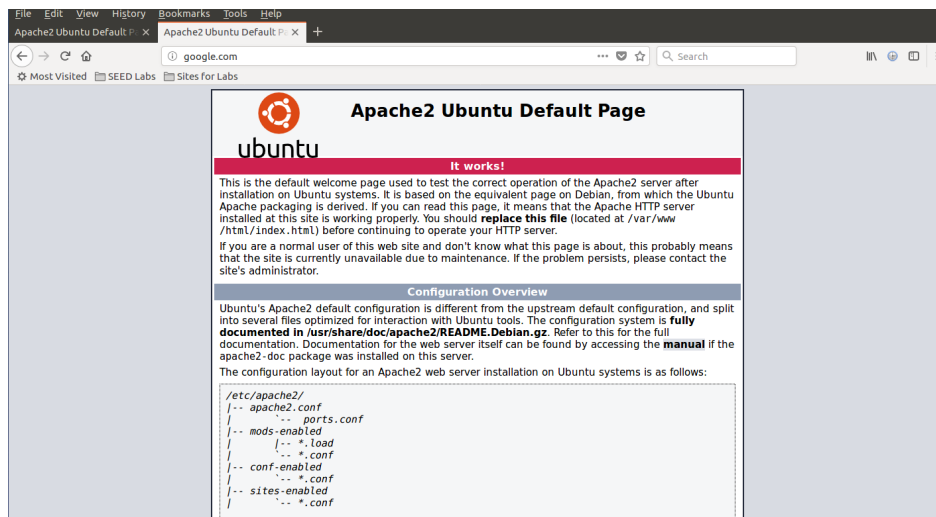 File Edit View History Bookmarks Tools Help
Apache2 Ubuntu Default Pa Apache2 Ubuntu Default Pa
google.com Search
Most Visited SEED Labs Sites for Labs
ubuntu
Apache2 Ubuntu Default Page
It works!
This is the default welcome page used to test the correct operation of the Apache2 server after
installation on Ubuntu systems. It is based on the equivalent page on Debian, from which the Ubuntu
Apache packaging is derived. If you can read this page, it means that the Apache HTTP server
installed at this site is working properly. You should replace this file (located at /var/www
/html/index.html) before continuing to operate your HTTP server.
If you are a normal user of this web site and don't know what this page is about, this probably means
that the site is currently unavailable due to maintenance. If the problem persists, please contact the
site's administrator.
Configuration Overview
Ubuntu's Apache2 default configuration is different from the upstream default configuration, and split
into several files optimized for interaction with Ubuntu tools. The configuration system is fully
documented in /usr/share/doc/apache2/README.Debian.gz. Refer to this for the full
documentation. Documentation for the web server itself can be found by accessing the manual if the
apache2-doc package was installed on this server.
The configuration layout for an Apache2 web server installation on Ubuntu systems is as follows:
/etc/apache2/
|-- apache2.conf
|       `--  ports.conf
|-- mods-enabled
|       |-- *.load
|       `-- *.conf
|-- conf-enabled
|       `-- *.conf
|-- sites-enabled
|       `-- *.conf